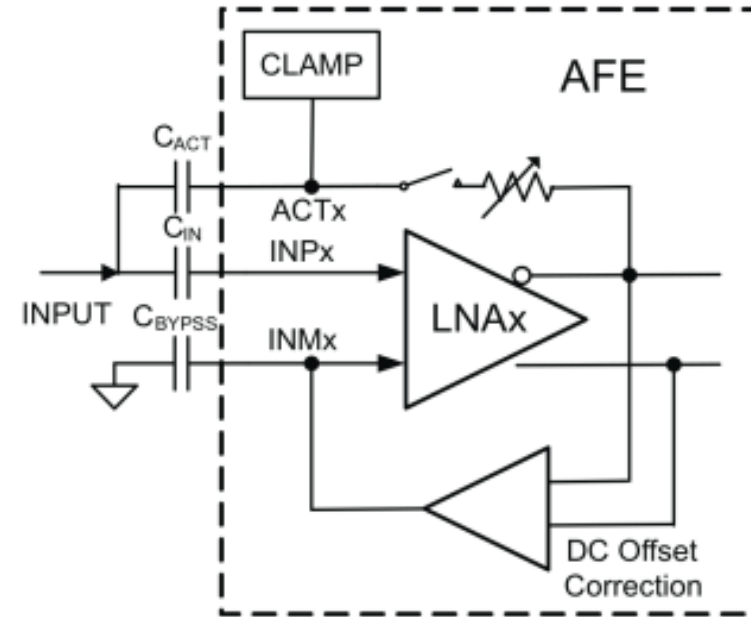 CLAMP
AFE
CACT
ACTx
CIN
INPx
INPUT
CBYPSS
INMx
LNAx
DC Offset
Correction